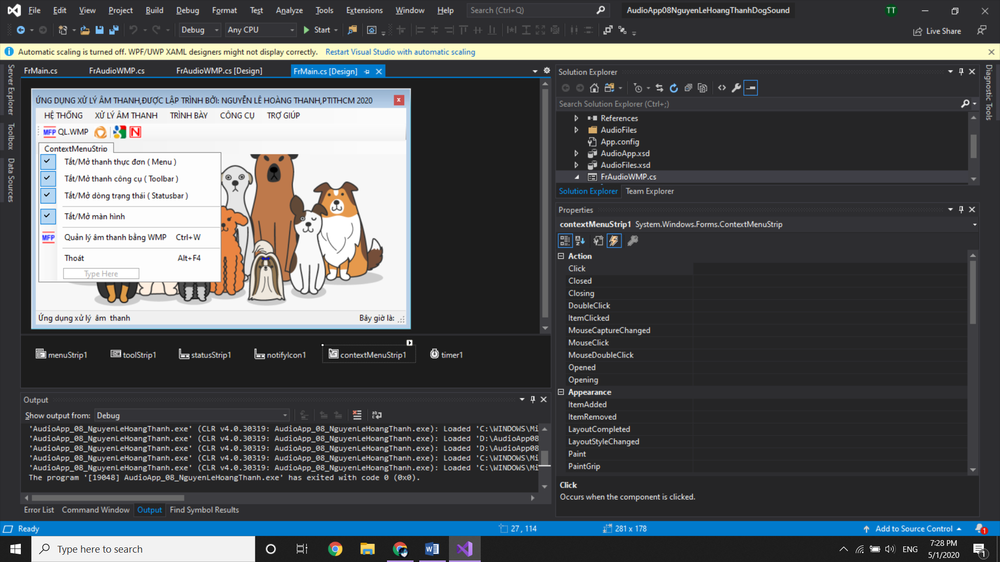 File Edit View Project Build Debug Format Test Analyze Tools Extensions Window Help Search (Ctrl+Q) AudioApp08NguyenLeHoangThanhDogSound TT
Debug Any CPU Start Live Share
Automatic scaling is turned off. WPF/UWP XAML designers might not display correctly. Restart Visual Studio with automatic scaling
Server Explorer
Toolbox
Data Sources
FrMain.cs FrAudioWMP.cs FrAudioWMP.cs [Design] FrMain.cs [Design]
ỨNG DỤNG XỬ LÝ ÂM THANH,ĐƯỢC LẬP TRÌNH BỞI: NGUYỄN LÊ HOÀNG THANH,PTITHCM 2020
HỆ THỐNG XỬ LÝ ÂM THANH TRÌNH BÀY CÔNG CỤ TRỢ GIÚP
MFP QL.WMP N
ContextMenuStrip
Tắt/Mở thanh thực đơn ( Menu )
Tắt/Mở thanh công cụ ( Toolbar )
Tắt/Mở dòng trạng thái ( Statusbar )
Tắt/Mở màn hình
MFP Quản lý âm thanh bằng WMP Ctrl+W
Thoát Alt+F4
Type Here
Ứng dụng xử lý âm thanh Bây giờ là:
menuStrip1 toolStrip1 statusStrip1 notifyIcon1 contextMenuStrip1 timer1
Output
Show output from: Debug
'AudioApp_08_NguyenLeHoangThanh.exe' (CLR v4.0.30319: AudioApp_08_NguyenLeHoangThanh.exe): Loaded 'C:\WINDOWS\Mi
'AudioApp_08_NguyenLeHoangThanh.exe' (CLR v4.0.30319: AudioApp_08_NguyenLeHoangThanh.exe): Loaded 'D:\AudioApp08
'AudioApp_08_NguyenLeHoangThanh.exe' (CLR v4.0.30319: AudioApp_08_NguyenLeHoangThanh.exe): Loaded 'D:\AudioApp08
'AudioApp_08_NguyenLeHoangThanh.exe' (CLR v4.0.30319: AudioApp_08_NguyenLeHoangThanh.exe): Loaded 'C:\WINDOWS\Mi
'AudioApp_08_NguyenLeHoangThanh.exe' (CLR v4.0.30319: AudioApp_08_NguyenLeHoangThanh.exe): Loaded 'C:\WINDOWS\Mi
The program '[19048] AudioApp_08_NguyenLeHoangThanh.exe' has exited with code 0 (0x0).
Error List Command Window Output Find Symbol Results
Solution Explorer
Search Solution Explorer (Ctrl+;)
References
AudioFiles
App.config
AudioApp.xsd
AudioFiles.xsd
FrAudioWMP.cs
Solution Explorer Team Explorer
Properties
contextMenuStrip1 System.Windows.Forms.ContextMenuStrip
Action
Click
Closed
Closing
DoubleClick
ItemClicked
MouseCaptureChanged
MouseClick
MouseDoubleClick
Opened
Opening
Appearance
ItemAdded
ItemRemoved
LayoutCompleted
LayoutStyleChanged
Paint
PaintGrip
Click
Occurs when the component is clicked.
Diagnostic Tools
Ready 27 , 114 281 x 178 Add to Source Control 1
Type here to search ENG 7:28 PM 5/1/2020 1